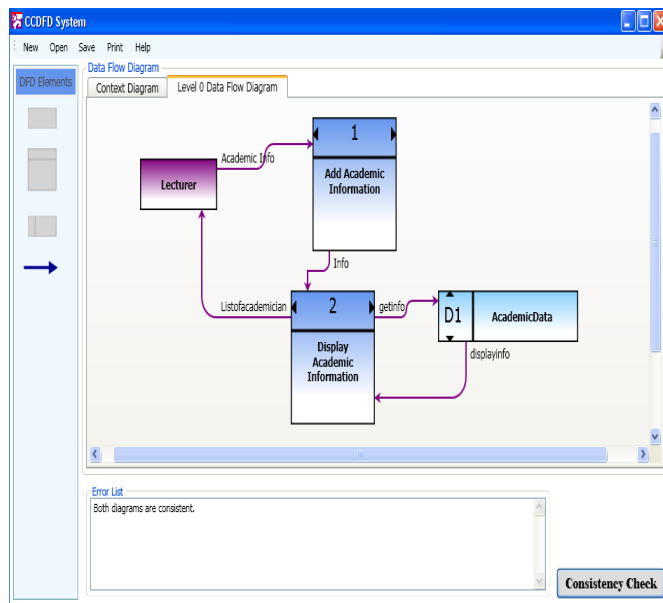 CCDFD System
New Open Save Print Help
DFD Elements
Data Flow Diagram
Context Diagram
Level 0 Data Flow Diagram
1
Academic Info
Add Academic
Information
Lecturer
Info
Listofacademician
2
getinfo
D1
AcademicData
Display
Academic
Information
displayinfo
Error List
Both diagrams are consistent.
Consistency Check